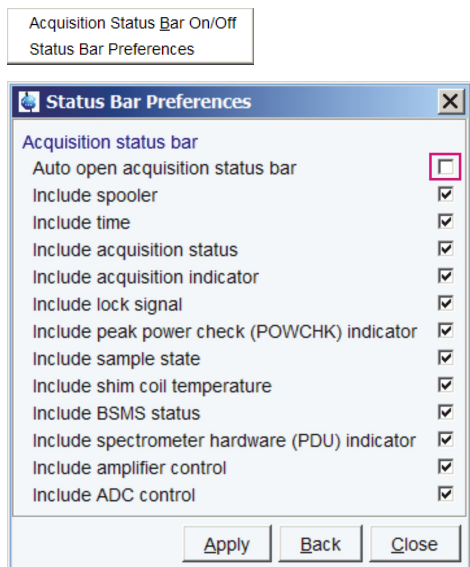 Acquisition Status Bar On/Off
Status Bar Preferences
Status Bar Preferences
Acquisition status bar
Auto open acquisition status bar
Include spooler
Include time
Include acquisition status
Include acquisition indicator
Include lock signal
Include peak power check (POWCHK) indicator
Include sample state
Include shim coil temperature
Include BSMS status
Include spectrometer hardware (PDU) indicator
Include amplifier control
Include ADC control
Apply Back Close